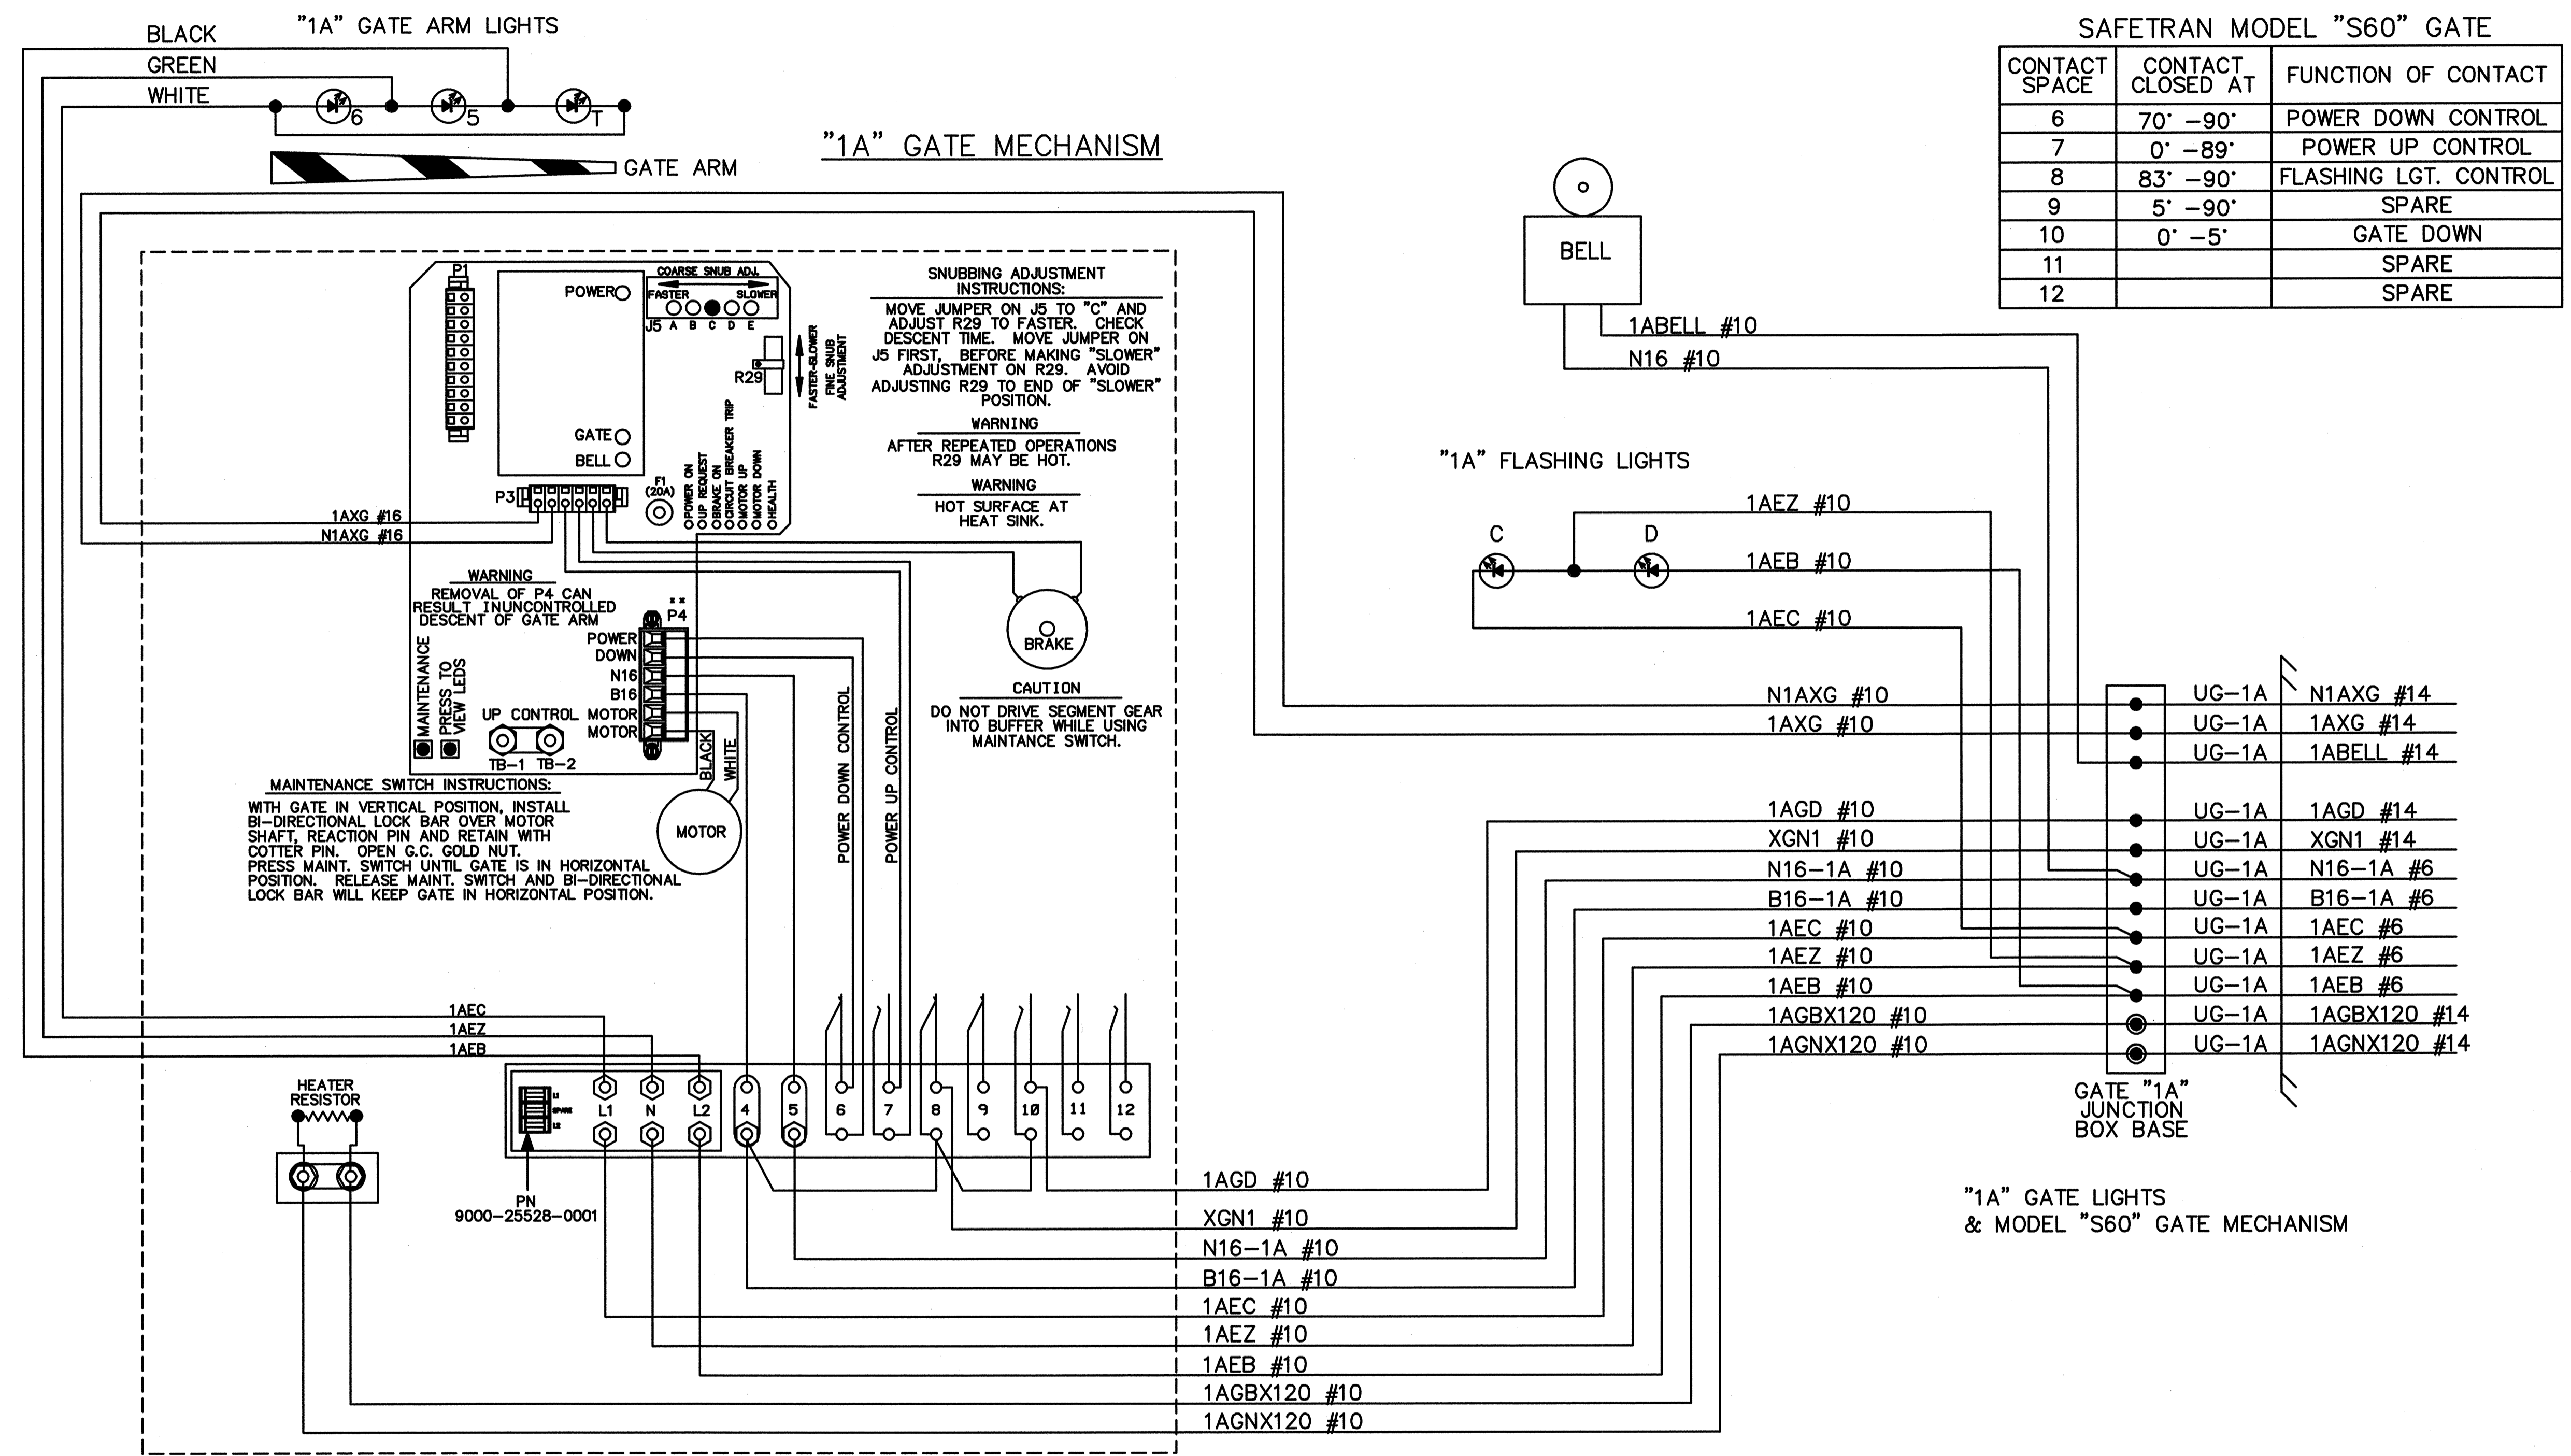 "1A" GATE ARM LIGHTS
BLACK
GREEN
WHITE
6
5
T
GATE ARM
"1A" GATE MECHANISM
SAFETRAN MODEL "S60" GATE
CONTACT SPACE
CONTACT CLOSED AT
FUNCTION OF CONTACT
6 70° -90° POWER DOWN CONTROL
7 0° -89° POWER UP CONTROL
8 83° -90° FLASHING LGT. CONTROL
9 5° -90° SPARE
10 0° -5° GATE DOWN
11 SPARE
12 SPARE
P1
POWER
GATE
BELL
COARSE SNUB ADJ.
FASTER SLOWER
J5 A B C D E
R29
FASTER-SLOWER
FINE SNUB
ADJUSTMENT
SNUBBING ADJUSTMENT
INSTRUCTIONS:
MOVE JUMPER ON J5 TO "C" AND
ADJUST R29 TO FASTER. CHECK
DESCENT TIME. MOVE JUMPER ON
J5 FIRST, BEFORE MAKING "SLOWER"
ADJUSTMENT ON R29. AVOID
ADJUSTING R29 TO END OF "SLOWER"
POSITION.
WARNING
AFTER REPEATED OPERATIONS
R29 MAY BE HOT.
WARNING
HOT SURFACE AT
HEAT SINK.
P3
F1
(20A)
POWER ON
UP REQUEST
BRAKE ON
CIRCUIT BREAKER TRIP
MOTOR UP
MOTOR DOWN
HEALTH
1AXG #16
N1AXG #16
WARNING
REMOVAL OF P4 CAN
RESULT INUNCONTROLLED
DESCENT OF GATE ARM
** P4
POWER
DOWN
N16
B16
MOTOR
MOTOR
MAINTENANCE
PRESS TO
VIEW LEDS
UP CONTROL
TB-1 TB-2
BLACK
WHITE
MOTOR
BRAKE
CAUTION
DO NOT DRIVE SEGMENT GEAR
INTO BUFFER WHILE USING
MAINTANCE SWITCH.
POWER DOWN CONTROL
POWER UP CONTROL
MAINTENANCE SWITCH INSTRUCTIONS:
WITH GATE IN VERTICAL POSITION, INSTALL
BI-DIRECTIONAL LOCK BAR OVER MOTOR
SHAFT, REACTION PIN AND RETAIN WITH
COTTER PIN. OPEN G.C. GOLD NUT.
PRESS MAINT. SWITCH UNTIL GATE IS IN HORIZONTAL
POSITION. RELEASE MAINT. SWITCH AND BI-DIRECTIONAL
LOCK BAR WILL KEEP GATE IN HORIZONTAL POSITION.
1AEC
1AEZ
1AEB
HEATER
RESISTOR
L1
SPARE
L2
L1 N L2 4 5 6 7 8 9 10 11 12
PN
9000-25528-0001
1AGD #10
XGN1 #10
N16-1A #10
B16-1A #10
1AEC #10
1AEZ #10
1AEB #10
1AGBX120 #10
1AGNX120 #10
BELL
1ABELL #10
N16 #10
"1A" FLASHING LIGHTS
C
D
1AEZ #10
1AEB #10
1AEC #10
N1AXG #10 UG-1A N1AXG #14
1AXG #10 UG-1A 1AXG #14
UG-1A 1ABELL #14
1AGD #10 UG-1A 1AGD #14
XGN1 #10 UG-1A XGN1 #14
N16-1A #10 UG-1A N16-1A #6
B16-1A #10 UG-1A B16-1A #6
1AEC #10 UG-1A 1AEC #6
1AEZ #10 UG-1A 1AEZ #6
1AEB #10 UG-1A 1AEB #6
1AGBX120 #10 UG-1A 1AGBX120 #14
1AGNX120 #10 UG-1A 1AGNX120 #14
GATE "1A"
JUNCTION
BOX BASE
"1A" GATE LIGHTS
& MODEL "S60" GATE MECHANISM